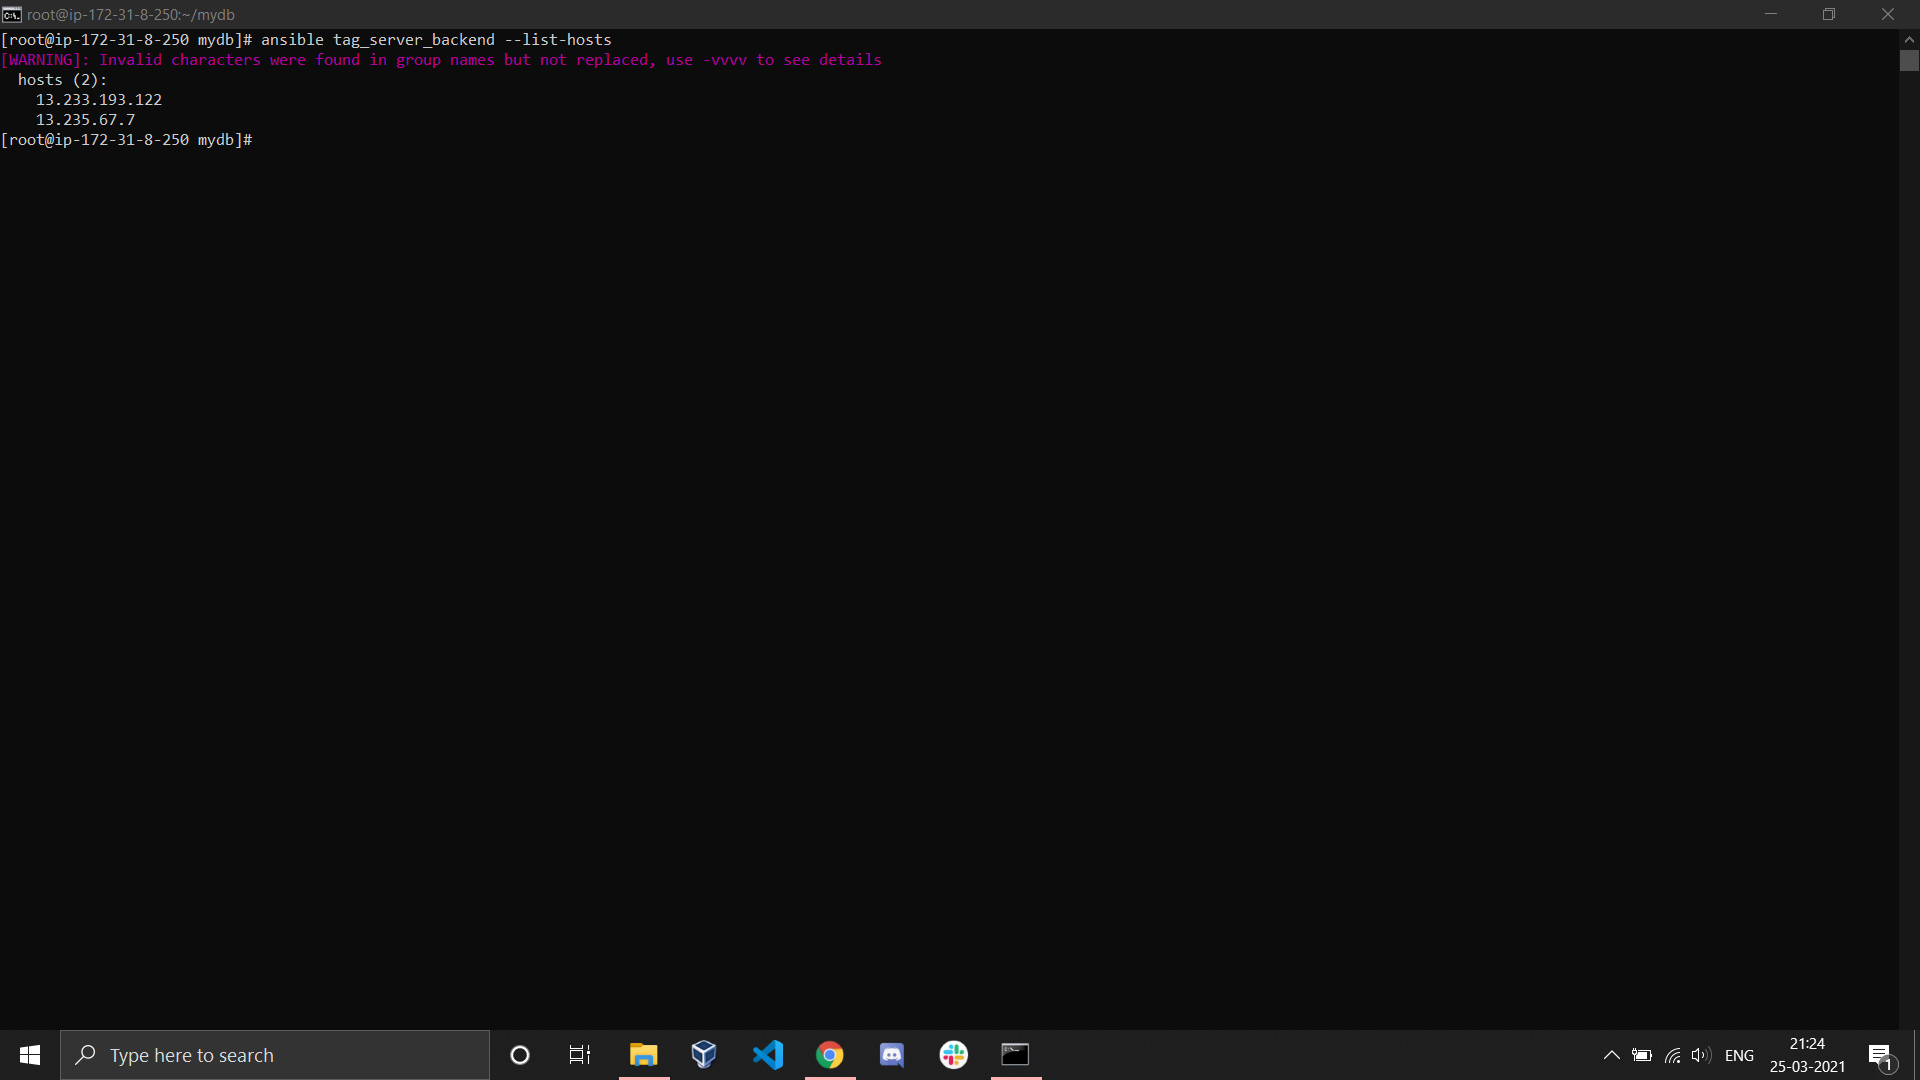 root@ip-172-31-8-250:~/mydb
[root@ip-172-31-8-250 mydb]# ansible tag_server_backend --list-hosts
[WARNING]: Invalid characters were found in group names but not replaced, use -vvvv to see details
  hosts (2):
    13.233.193.122
    13.235.67.7
[root@ip-172-31-8-250 mydb]#
Type here to search
ENG
21:24
25-03-2021
1